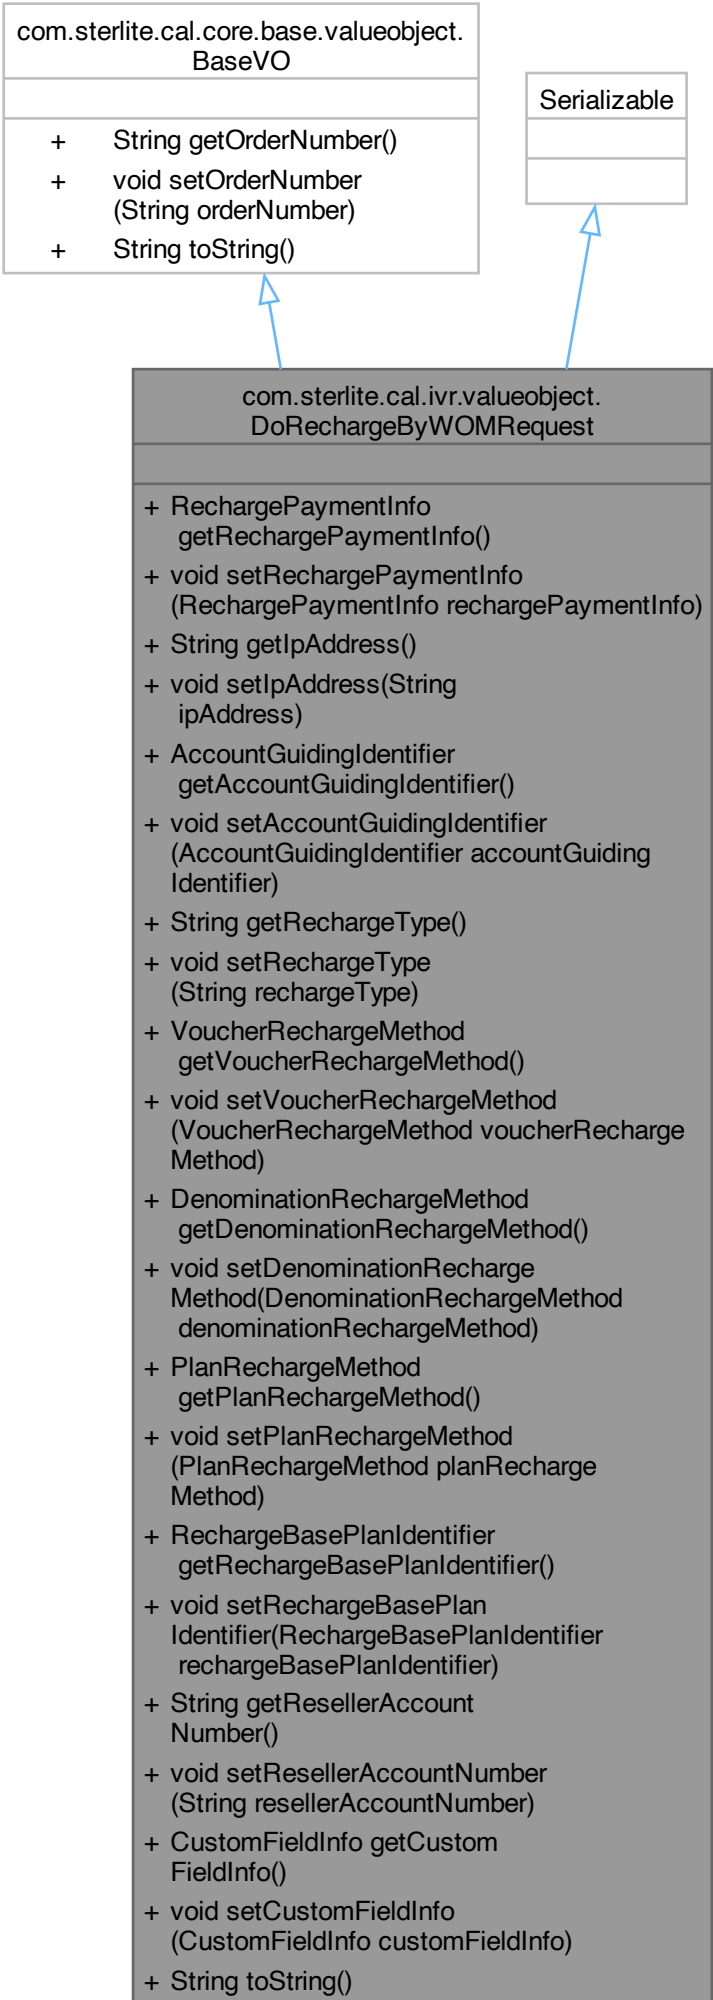 com.sterlite.cal.core.base.valueobject.
BaseVO
+ String getOrderNumber()
+ void setOrderNumber
(String orderNumber)
+ String toString()
Serializable
com.sterlite.cal.ivr.valueobject.
DoRechargeByWOMRequest
+ RechargePaymentInfo
getRechargePaymentInfo()
+ void setRechargePaymentInfo
(RechargePaymentInfo rechargePaymentInfo)
+ String getIpAddress()
+ void setIpAddress(String
ipAddress)
+ AccountGuidingIdentifier
getAccountGuidingIdentifier()
+ void setAccountGuidingIdentifier
(AccountGuidingIdentifier accountGuiding
Identifier)
+ String getRechargeType()
+ void setRechargeType
(String rechargeType)
+ VoucherRechargeMethod
getVoucherRechargeMethod()
+ void setVoucherRechargeMethod
(VoucherRechargeMethod voucherRecharge
Method)
+ DenominationRechargeMethod
getDenominationRechargeMethod()
+ void setDenominationRecharge
Method(DenominationRechargeMethod
denominationRechargeMethod)
+ PlanRechargeMethod
getPlanRechargeMethod()
+ void setPlanRechargeMethod
(PlanRechargeMethod planRecharge
Method)
+ RechargeBasePlanIdentifier
getRechargeBasePlanIdentifier()
+ void setRechargeBasePlan
Identifier(RechargeBasePlanIdentifier
rechargeBasePlanIdentifier)
+ String getResellerAccount
Number()
+ void setResellerAccountNumber
(String resellerAccountNumber)
+ CustomFieldInfo getCustom
FieldInfo()
+ void setCustomFieldInfo
(CustomFieldInfo customFieldInfo)
+ String toString()